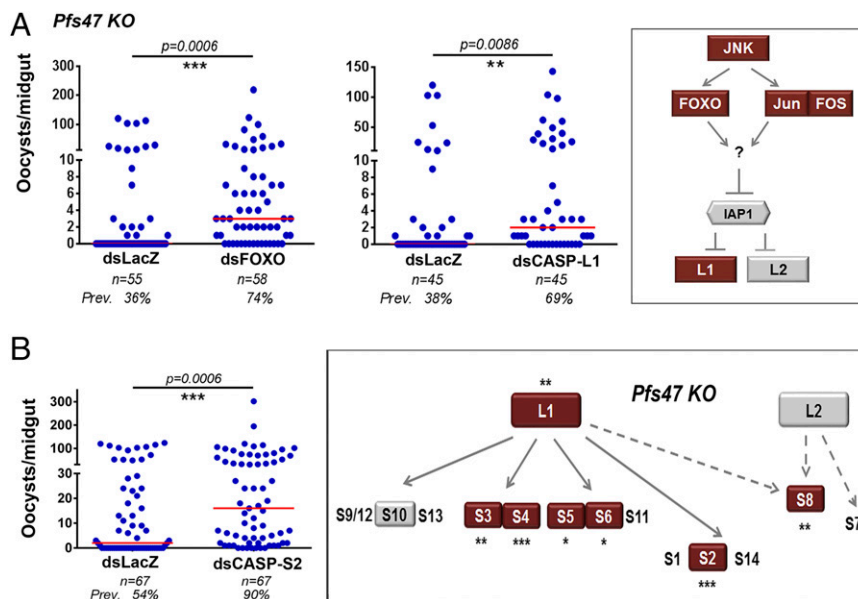 A
Pfs47 KO
p=0.0006
***
Oocysts/midgut
300
200
100
12
8
6
4
2
0
dsLacZ
dsFOXO
n=55
n=58
Prev. 36%
74%
p=0.0086
**
150
100
50
12
8
6
4
2
0
dsLacZ
dsCASP-L1
n=45
n=45
Prev. 38%
69%
JNK
FOXO
Jun FOS
?
IAP1
L1
L2
B
p=0.0006
***
Oocysts/midgut
300
200
100
30
20
10
0
dsLacZ
dsCASP-S2
n=67
n=67
Prev. 54%
90%
**
L1
Pfs47 KO
L2
S9/12 S10 S13
S3 S4
S5 S6 S11
S8
S7
**
***
*
*
**
S1 S2 S14
***